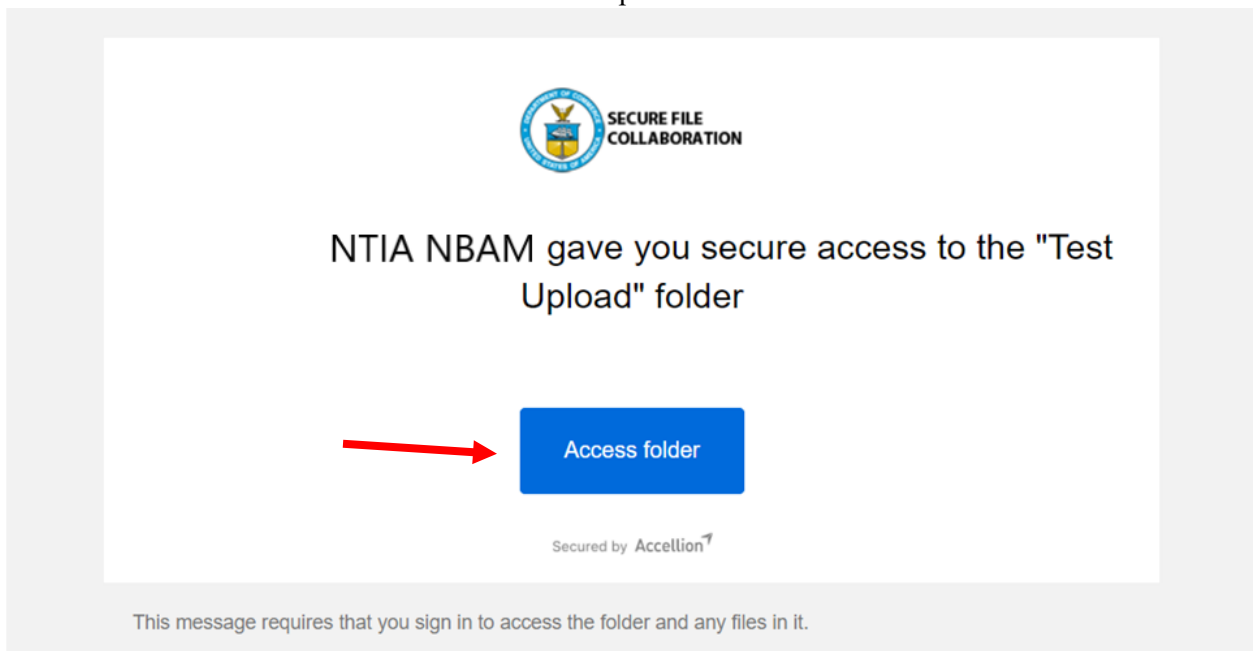 SECURE FILE
COLLABORATION
NTIA NBAM gave you secure access to the "Test
Upload" folder
Access folder
Secured by Accellion
This message requires that you sign in to access the folder and any files in it.